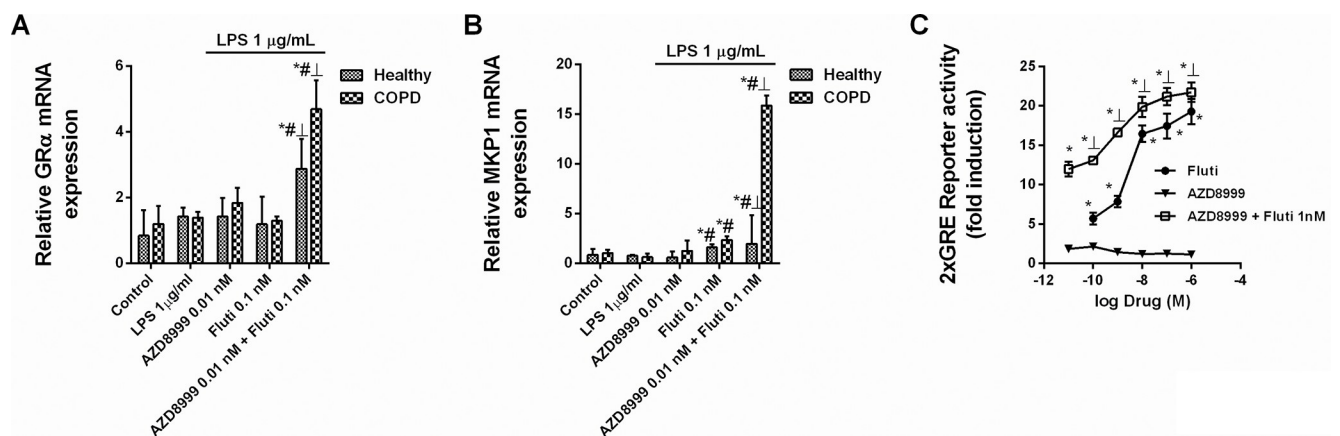 A
Relative GRα mRNA
expression
LPS 1 μg/mL
Healthy
COPD
6
4
2
0
*#⊥
*#⊥
Control
LPS 1μg/ml
AZD8999 0.01 nM
Fluti 0.1 nM
AZD8999 0.01 nM + Fluti 0.1 nM
B
Relative MKP1 mRNA
expression
LPS 1 μg/mL
Healthy
COPD
20
15
10
5
0
*#
*#
*#⊥
*#⊥
Control
LPS 1μg/ml
AZD8999 0.01 nM
Fluti 0.1 nM
AZD8999 0.01 nM + Fluti 0.1 nM
C
2xGRE Reporter activity
(fold induction)
25
20
15
10
5
0
* *⊥ *⊥ *⊥ *⊥ *⊥
* * * * *
Fluti
AZD8999
AZD8999 + Fluti 1nM
-12 -10 -8 -6 -4
log Drug (M)